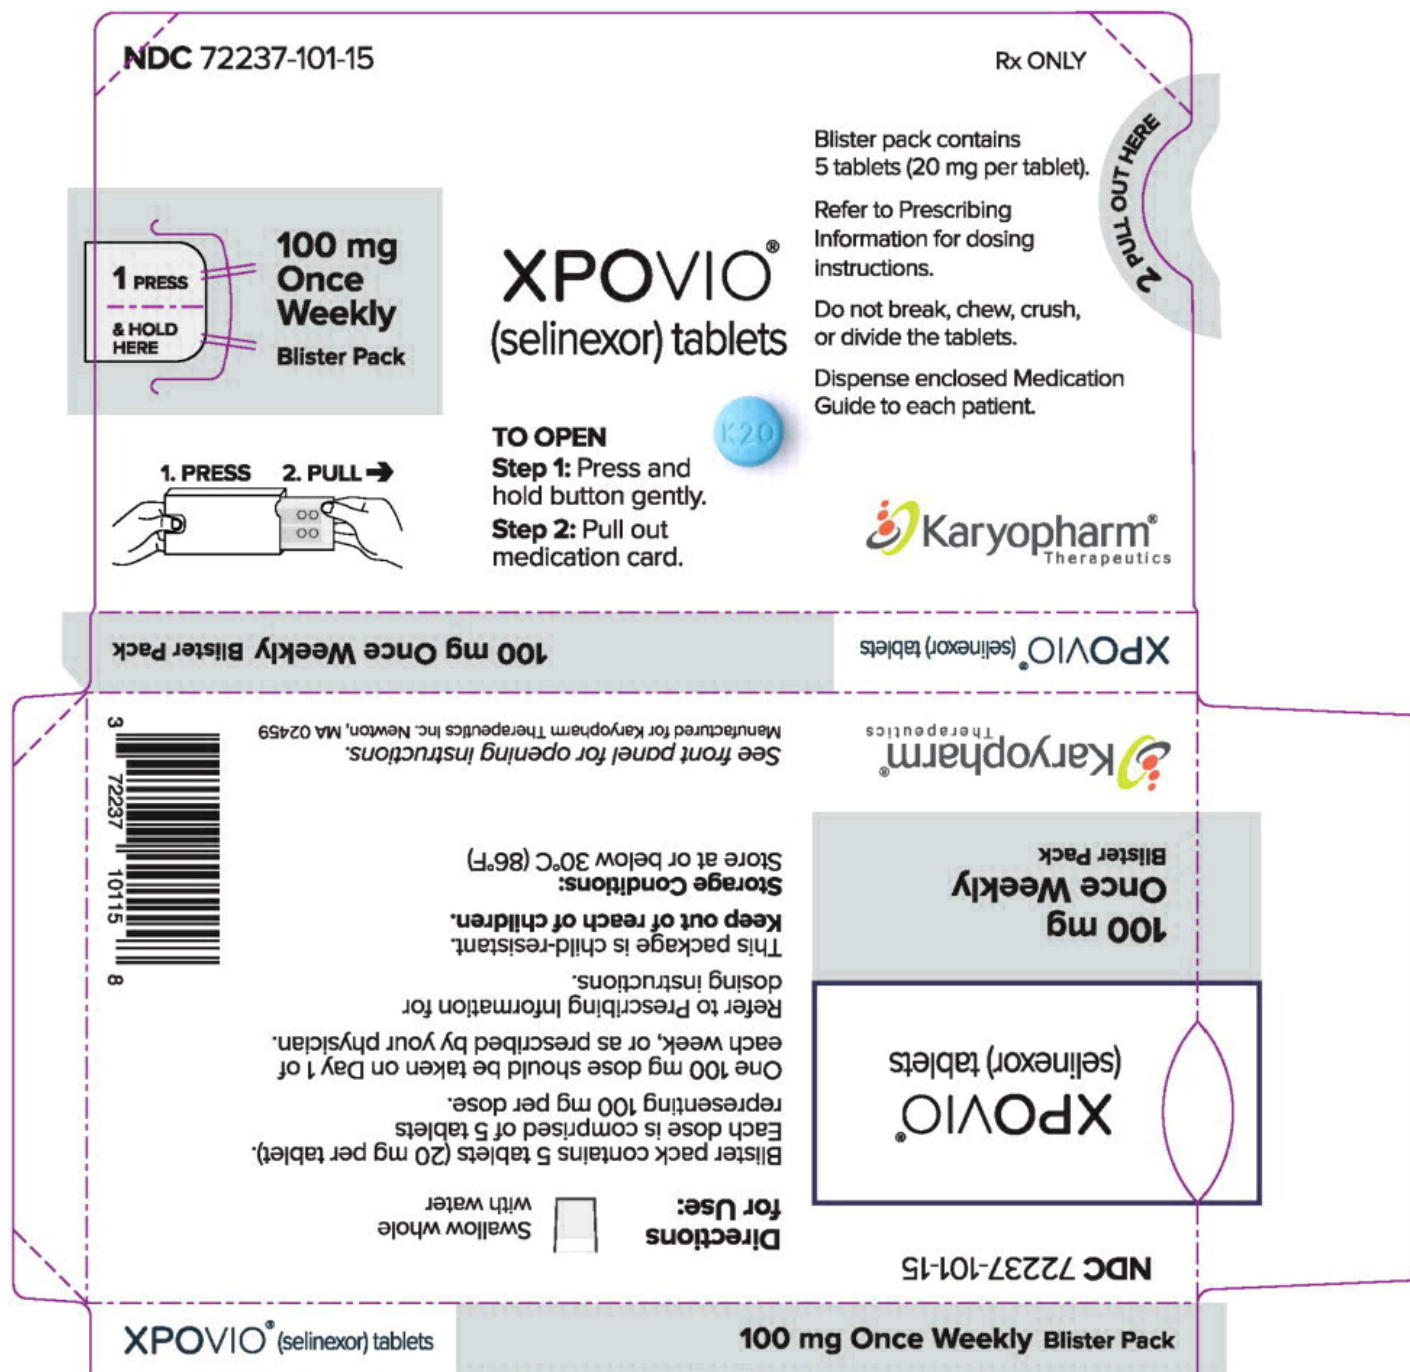 NDC 72237-101-15
Rx ONLY
1 PRESS
& HOLD
HERE
100 mg
Once
Weekly
Blister Pack
1. PRESS 2. PULL
XPOVIO®
(selinexor) tablets
K20
TO OPEN
Step 1: Press and
hold button gently.
Step 2: Pull out
medication card.
Blister pack contains
5 tablets (20 mg per tablet).
Refer to Prescribing
Information for dosing
instructions.
Do not break, chew, crush,
or divide the tablets.
Dispense enclosed Medication
Guide to each patient.
2 PULL OUT HERE
Karyopharm®
Therapeutics
XPOVIO® (selinexor) tablets
100 mg Once Weekly Blister Pack
NDC 72237-101-15
XPOVIO®
(selinexor) tablets
100 mg
Once Weekly
Blister Pack
Karyopharm®
Therapeutics
Directions
for Use:
Swallow whole
with water
Blister pack contains 5 tablets (20 mg per tablet).
Each dose is comprised of 5 tablets
representing 100 mg per dose.
One 100 mg dose should be taken on Day 1 of
each week, or as prescribed by your physician.
Refer to Prescribing Information for
dosing instructions.
This package is child-resistant.
Keep out of reach of children.
Storage Conditions:
Store at or below 30°C (86°F)
See front panel for opening instructions.
Manufactured for Karyopharm Therapeutics Inc. Newton, MA 02459
3 72237 10115 8
XPOVIO® (selinexor) tablets
100 mg Once Weekly Blister Pack